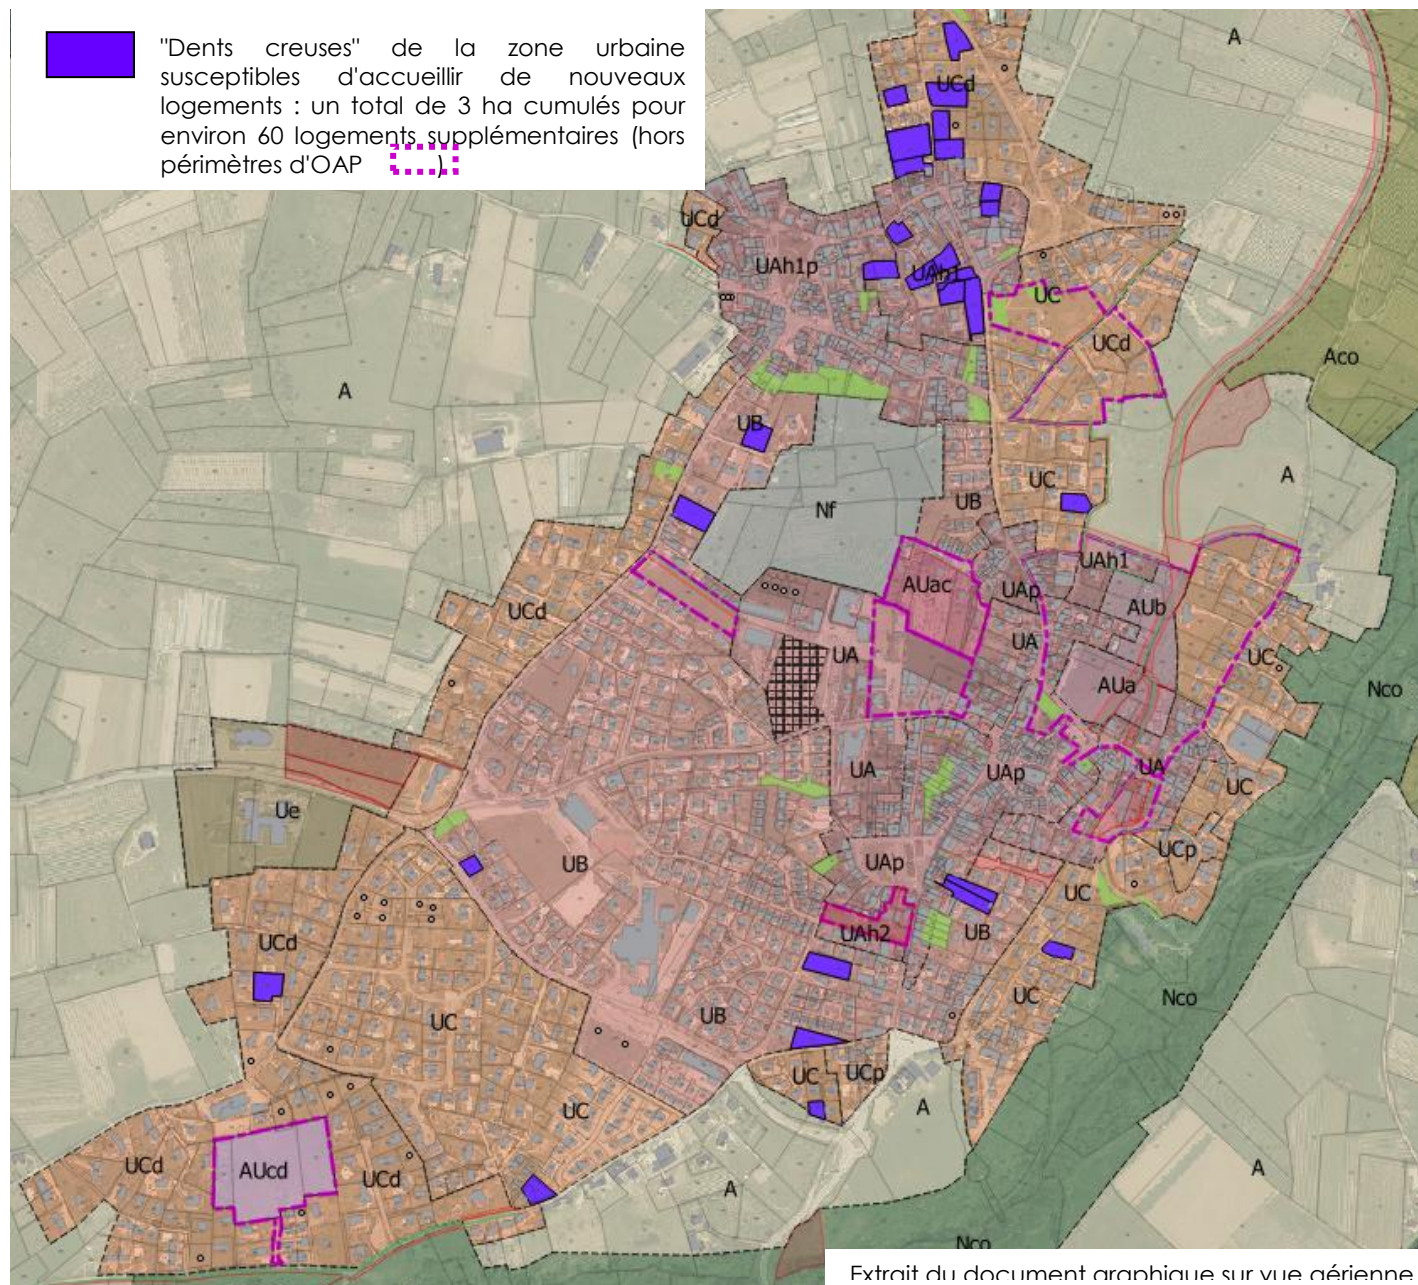 "Dents creuses" de la zone urbaine
susceptibles d'accueillir de nouveaux
logements : un total de 3 ha cumulés pour
environ 60 logements supplémentaires (hors
périmètres d'OAP )
A
UCd
UCd
UAh1p
UAh1
UC
UCd
Aco
A
UB
A
UC
UB
Nf
UAh1
AUac
UAp
AUb
UCd
UA
UA
UC
AUa
Nco
UA
UAp
UA
UC
Ue
UB
UAp
UCp
UC
UAh2
UB
UCd
UC
Nco
UC
UB
UC
UCp
UC
A
UCd
AUcd
UCd
A
A
Nco
Extrait du document graphique sur vue aérienne